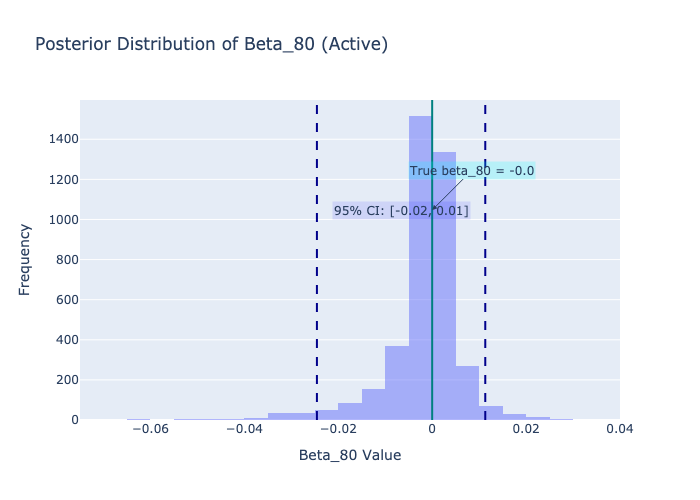 Posterior Distribution of Beta_80 (Active)
1400
1200
1000
800
600
400
200
0
True beta_80 = -0.0
95% CI: [-0.02, 0.01]
Frequency
−0.06
−0.04
−0.02
0
0.02
0.04
Beta_80 Value